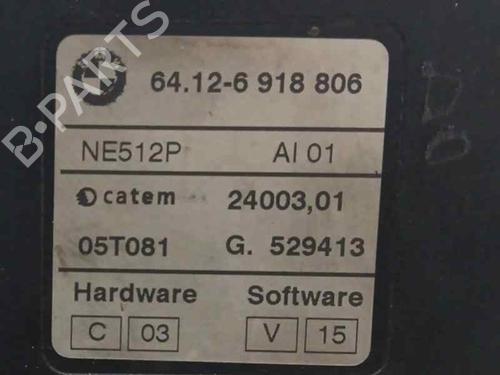 64.12-6 918 806
NE512P AI 01
catem 24003,01
05T081 G. 529413
Hardware Software
C 03 V 15
B-PARTS